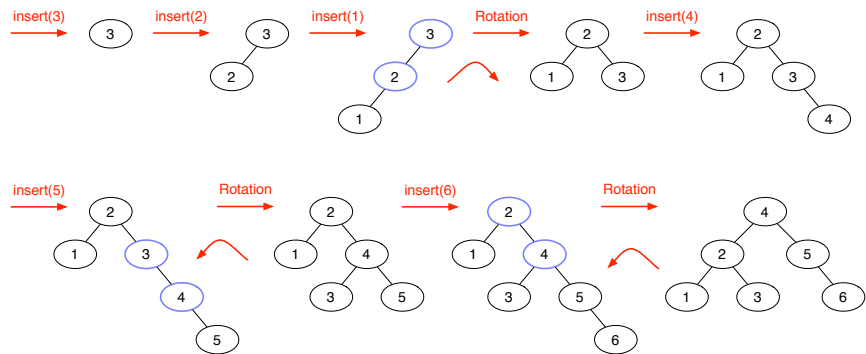 insert(3) insert(2) insert(1) Rotation insert(4)
3 3 3 2 2
2 2 1 3 1 3
1 4
insert(5) Rotation insert(6) Rotation
2 2 2 4
1 3 1 4 1 4 2 5
4 3 5 3 5 1 3 6
5 6